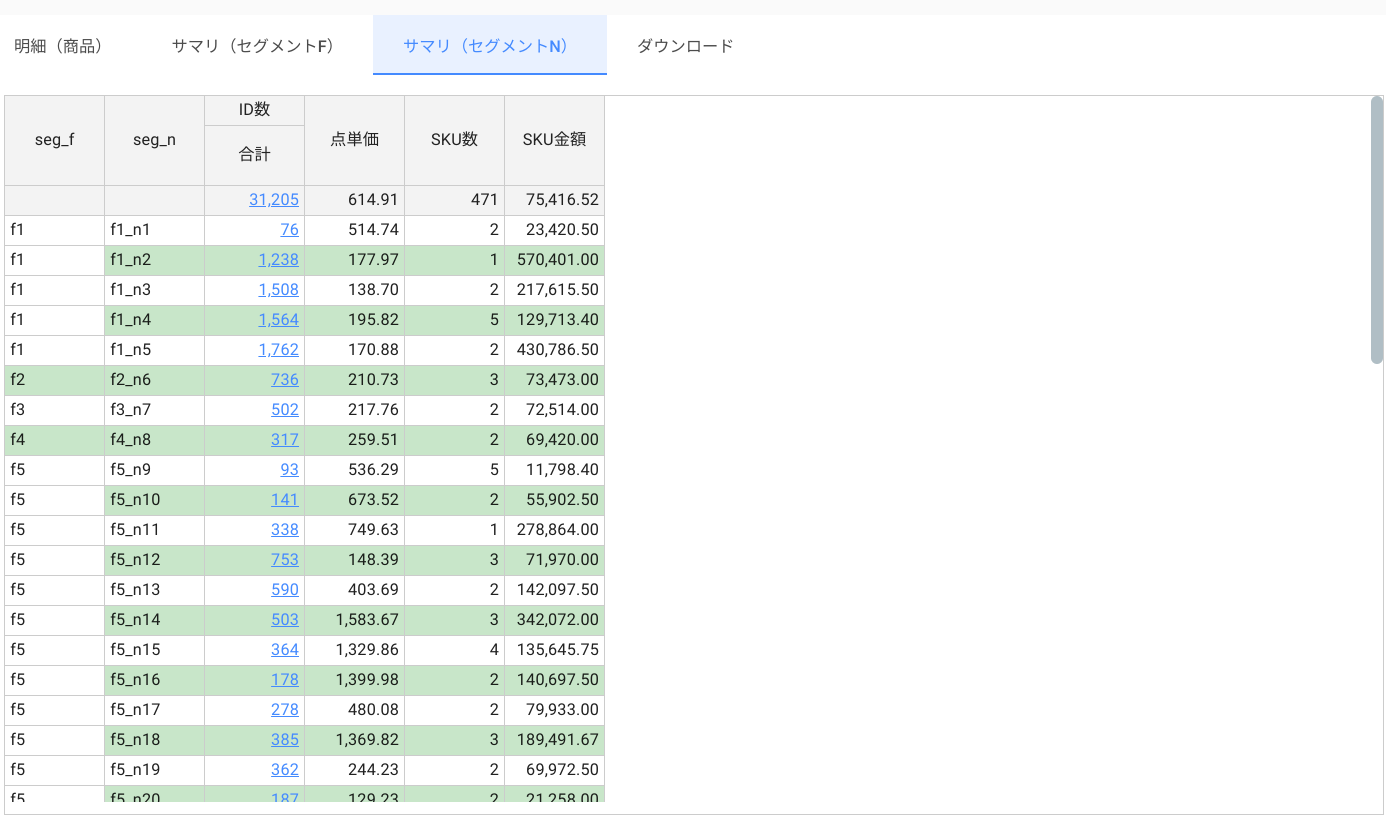 明細（商品） サマリ（セグメントF） サマリ（セグメントN） ダウンロード
seg_f seg_n ID数 合計 点単価 SKU数 SKU金額
31,205 614.91 471 75,416.52
f1 f1_n1 76 514.74 2 23,420.50
f1 f1_n2 1,238 177.97 1 570,401.00
f1 f1_n3 1,508 138.70 2 217,615.50
f1 f1_n4 1,564 195.82 5 129,713.40
f1 f1_n5 1,762 170.88 2 430,786.50
f2 f2_n6 736 210.73 3 73,473.00
f3 f3_n7 502 217.76 2 72,514.00
f4 f4_n8 317 259.51 2 69,420.00
f5 f5_n9 93 536.29 5 11,798.40
f5 f5_n10 141 673.52 2 55,902.50
f5 f5_n11 338 749.63 1 278,864.00
f5 f5_n12 753 148.39 3 71,970.00
f5 f5_n13 590 403.69 2 142,097.50
f5 f5_n14 503 1,583.67 3 342,072.00
f5 f5_n15 364 1,329.86 4 135,645.75
f5 f5_n16 178 1,399.98 2 140,697.50
f5 f5_n17 278 480.08 2 79,933.00
f5 f5_n18 385 1,369.82 3 189,491.67
f5 f5_n19 362 244.23 2 69,972.50
f5 f5_n20 187 129.23 2 21,258.00